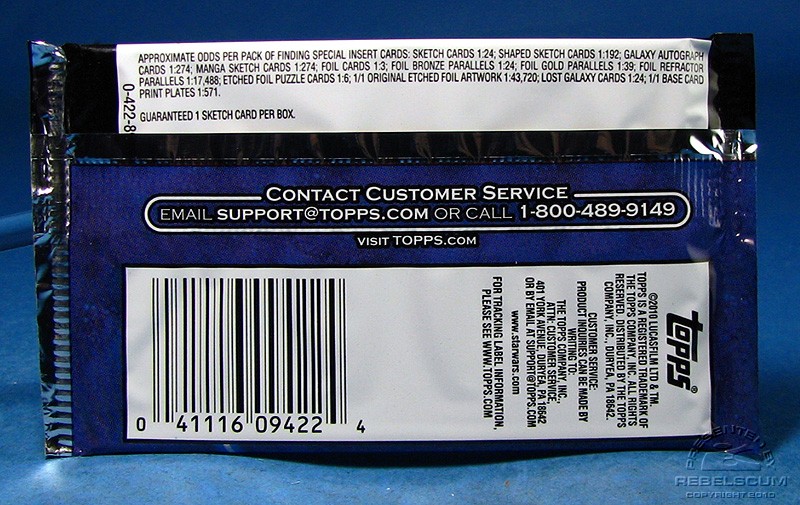 APPROXIMATE ODDS PER PACK OF FINDING SPECIAL INSERT CARDS: SKETCH CARDS 1:24; SHAPED SKETCH CARDS 1:192; GALAXY AUTOGRAPH
CARDS 1:274; MANGA SKETCH CARDS 1:274; FOIL CARDS 1:3; FOIL BRONZE PARALLELS 1:24; FOIL GOLD PARALLELS 1:39; FOIL REFRACTOR
PARALLELS 1:17,488; ETCHED FOIL PUZZLE CARDS 1:6; 1/1 ORIGINAL ETCHED FOIL ARTWORK 1:43,720; LOST GALAXY CARDS 1:24; 1/1 BASE CARD
PRINT PLATES 1:571.
GUARANTEED 1 SKETCH CARD PER BOX.
0-422-8
CONTACT CUSTOMER SERVICE
EMAIL SUPPORT@TOPPS.COM OR CALL 1-800-489-9149
VISIT TOPPS.COM
0 41116 09422 4
topps®
©2010 LUCASFILM LTD & TM.
TOPPS IS A REGISTERED TRADEMARK OF
THE TOPPS COMPANY, INC. ALL RIGHTS
RESERVED. DISTRIBUTED BY THE TOPPS
COMPANY, INC., DURYEA, PA 18642.
CUSTOMER SERVICE:
PRODUCT INQUIRIES CAN BE MADE BY
WRITING TO:
THE TOPPS COMPANY, INC.,
ATTN: CUSTOMER SERVICE,
401 YORK AVENUE, DURYEA, PA 18642
OR BY EMAIL AT SUPPORT@TOPPS.COM
www.starwars.com
FOR TRACKING LABEL INFORMATION,
PLEASE SEE WWW.TOPPS.COM
PRESENTED BY
REBELSCUM
COPYRIGHT 2010